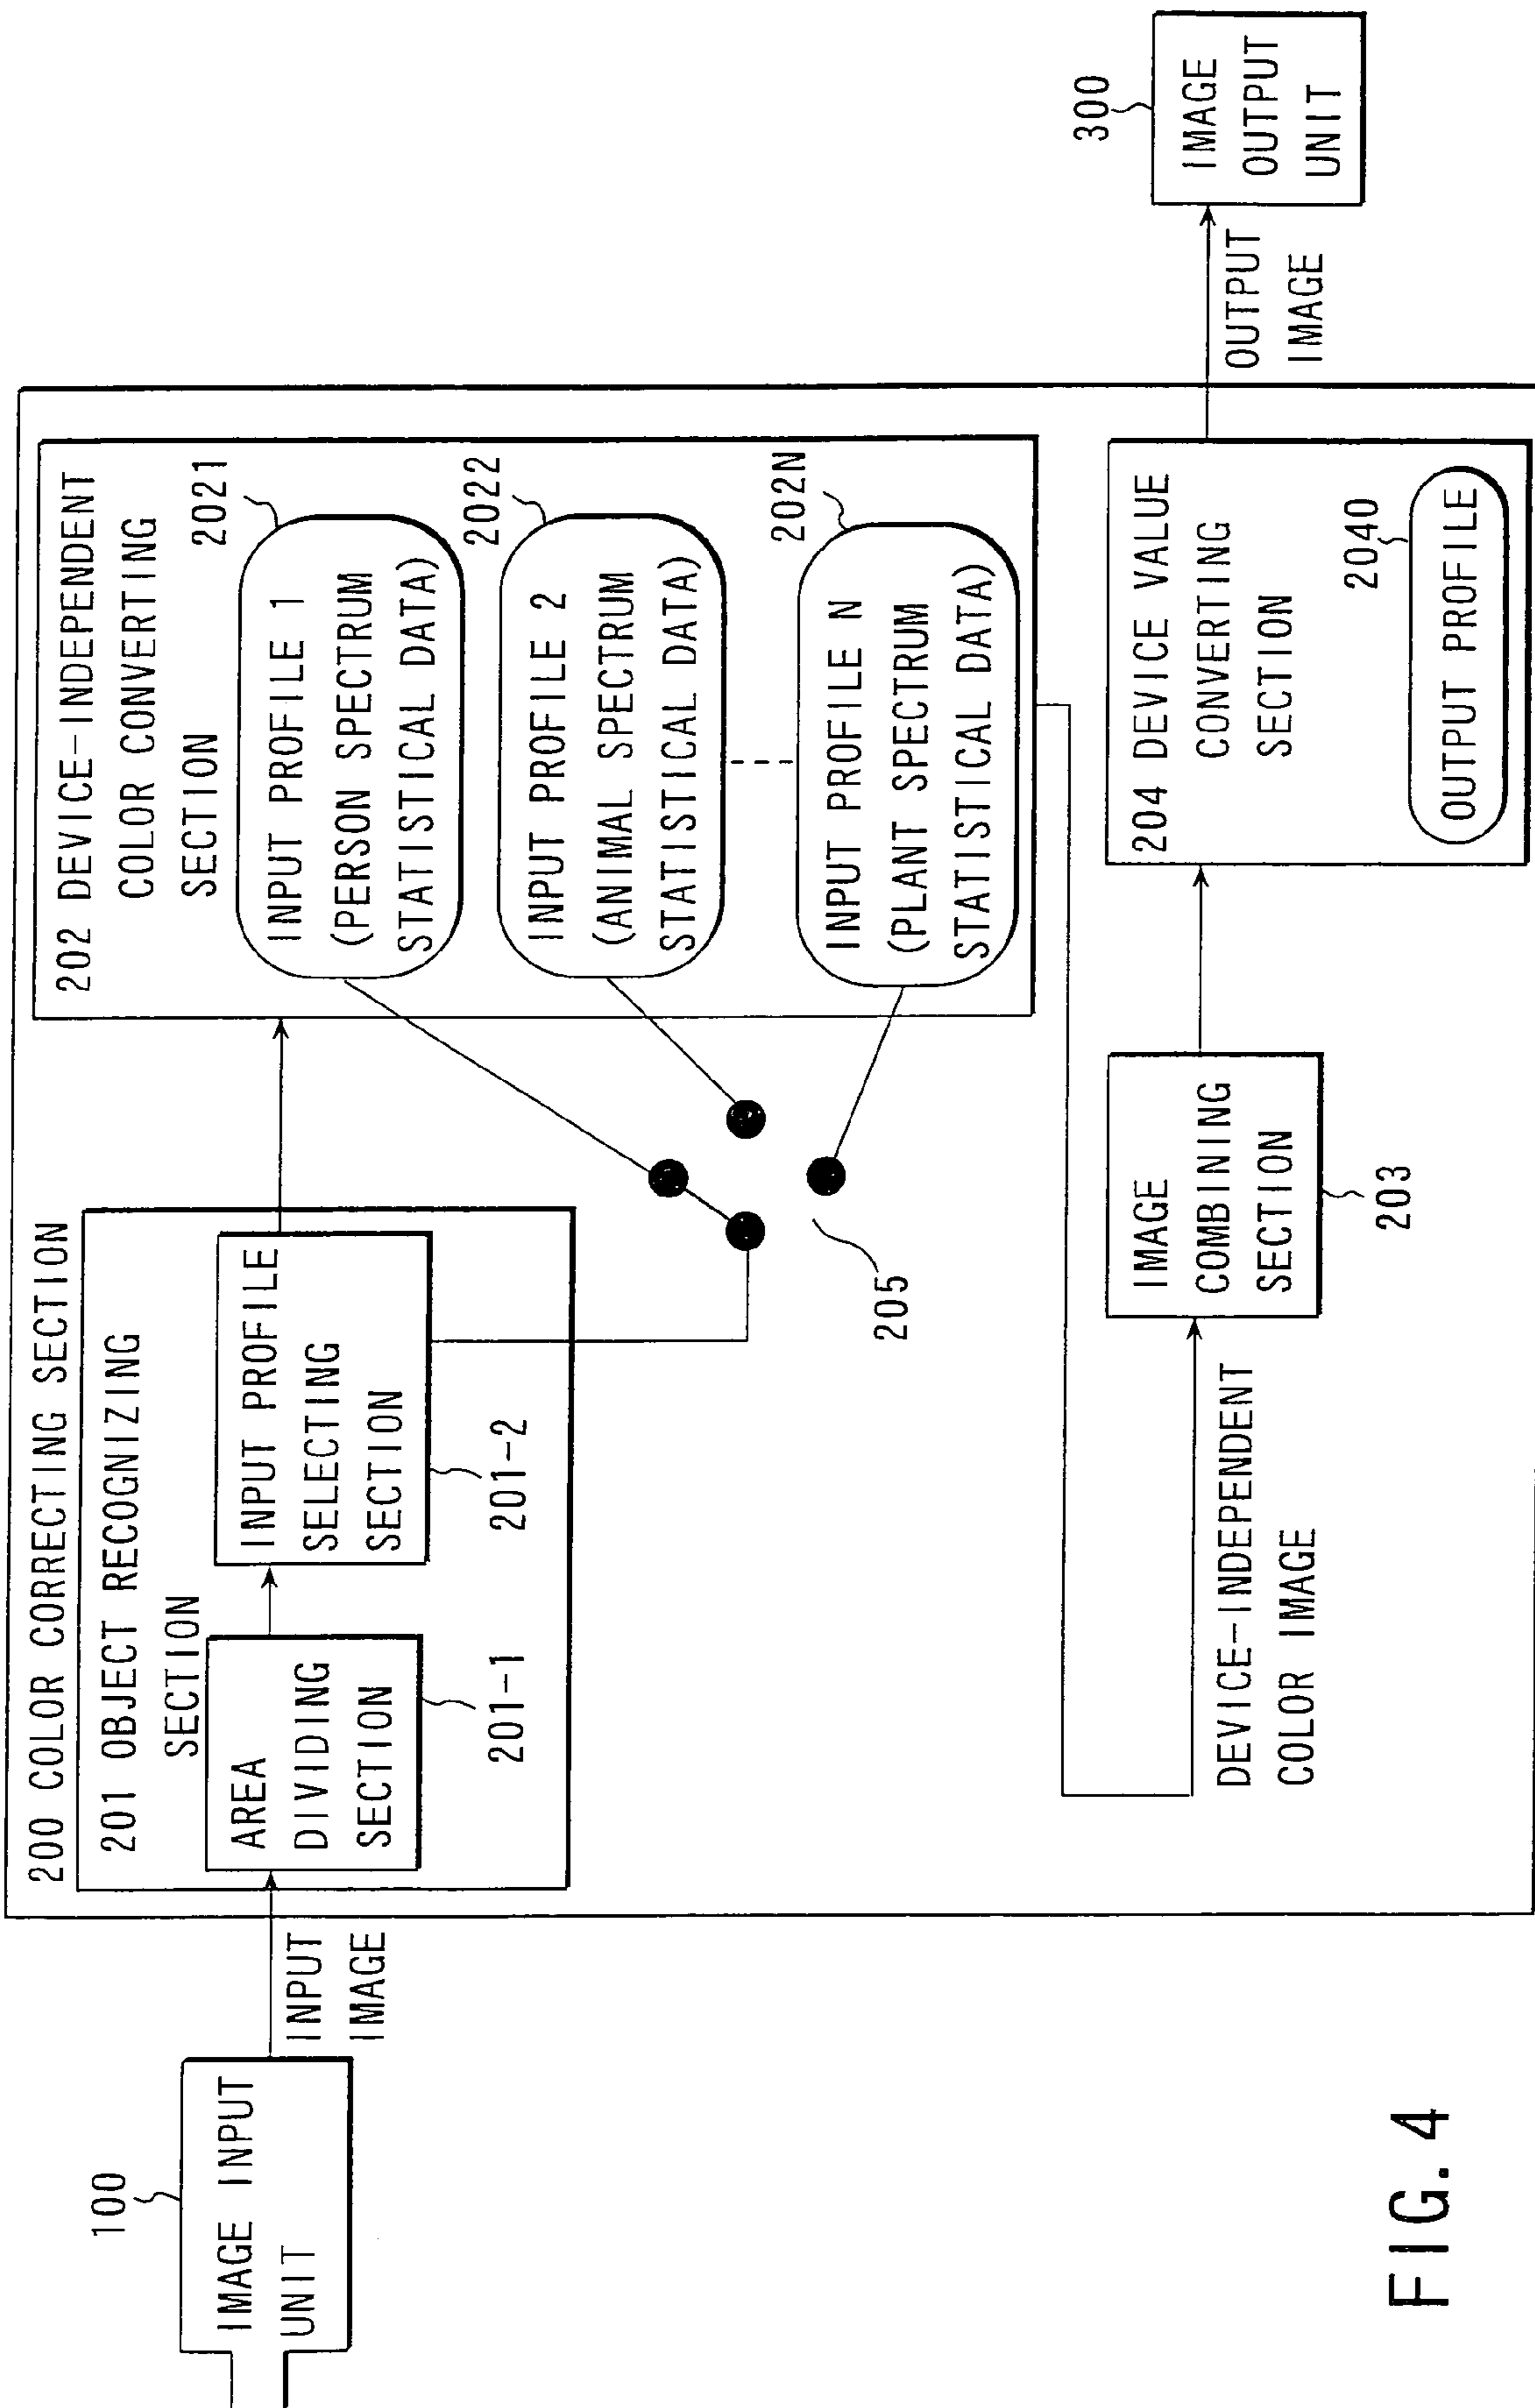 100
IMAGE INPUT
UNIT
INPUT
IMAGE
200 COLOR CORRECTING SECTION
201 OBJECT RECOGNIZING
SECTION
AREA
DIVIDING
SECTION
201-1
INPUT PROFILE
SELECTING
SECTION
201-2
205
202 DEVICE-INDEPENDENT
COLOR CONVERTING
SECTION
2021
INPUT PROFILE 1
(PERSON SPECTRUM
STATISTICAL DATA)
2022
INPUT PROFILE 2
(ANIMAL SPECTRUM
STATISTICAL DATA)
202N
INPUT PROFILE N
(PLANT SPECTRUM
STATISTICAL DATA)
DEVICE-INDEPENDENT
COLOR IMAGE
IMAGE
COMBINING
SECTION
203
204 DEVICE VALUE
CONVERTING
SECTION
2040
OUTPUT PROFILE
OUTPUT
IMAGE
300
IMAGE
OUTPUT
UNIT
FIG. 4